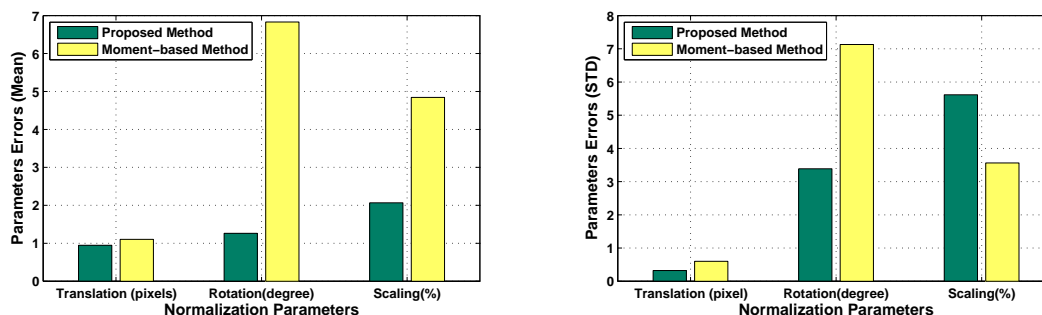 7
6
5
4
3
2
1
0
Parameters Errors (Mean)
Proposed Method
Moment-based Method
Translation (pixels) Rotation(degree) Scaling(%)
Normalization Parameters
8
7
6
5
4
3
2
1
0
Parameters Errors (STD)
Proposed Method
Moment-based Method
Translation (pixel) Rotation(degree) Scaling(%)
Normalization Parameters